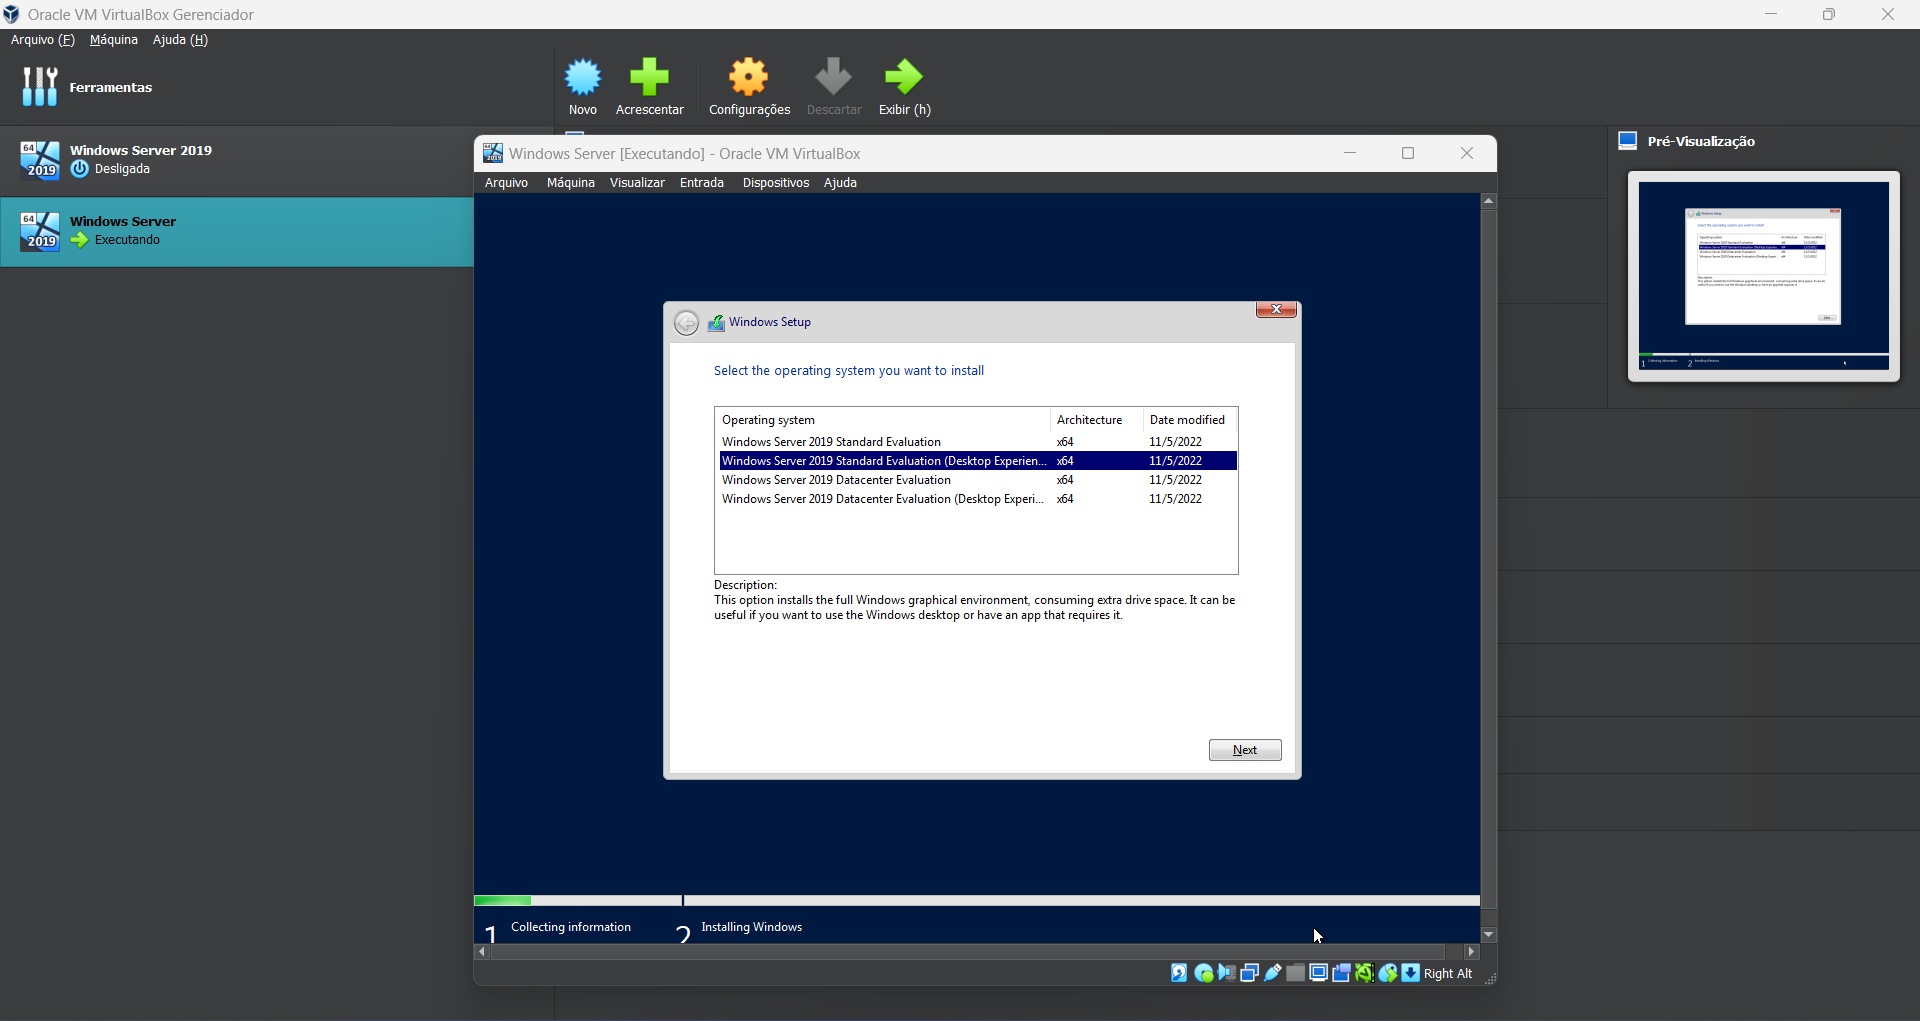 Oracle VM VirtualBox Gerenciador
Arquivo (F) Máquina Ajuda (H)
Ferramentas
Novo Acrescentar Configurações Descartar Exibir (h)
64 2019 Windows Server 2019
Desligada
64 2019 Windows Server
Executando
Pré-Visualização
Windows Server [Executando] - Oracle VM VirtualBox
Arquivo Máquina Visualizar Entrada Dispositivos Ajuda
Windows Setup
Select the operating system you want to install
Operating system Architecture Date modified
Windows Server 2019 Standard Evaluation x64 11/5/2022
Windows Server 2019 Standard Evaluation (Desktop Experien... x64 11/5/2022
Windows Server 2019 Datacenter Evaluation x64 11/5/2022
Windows Server 2019 Datacenter Evaluation (Desktop Experi... x64 11/5/2022
Description:
This option installs the full Windows graphical environment, consuming extra drive space. It can be
useful if you want to use the Windows desktop or have an app that requires it.
Next
1 Collecting information 2 Installing Windows
Right Alt